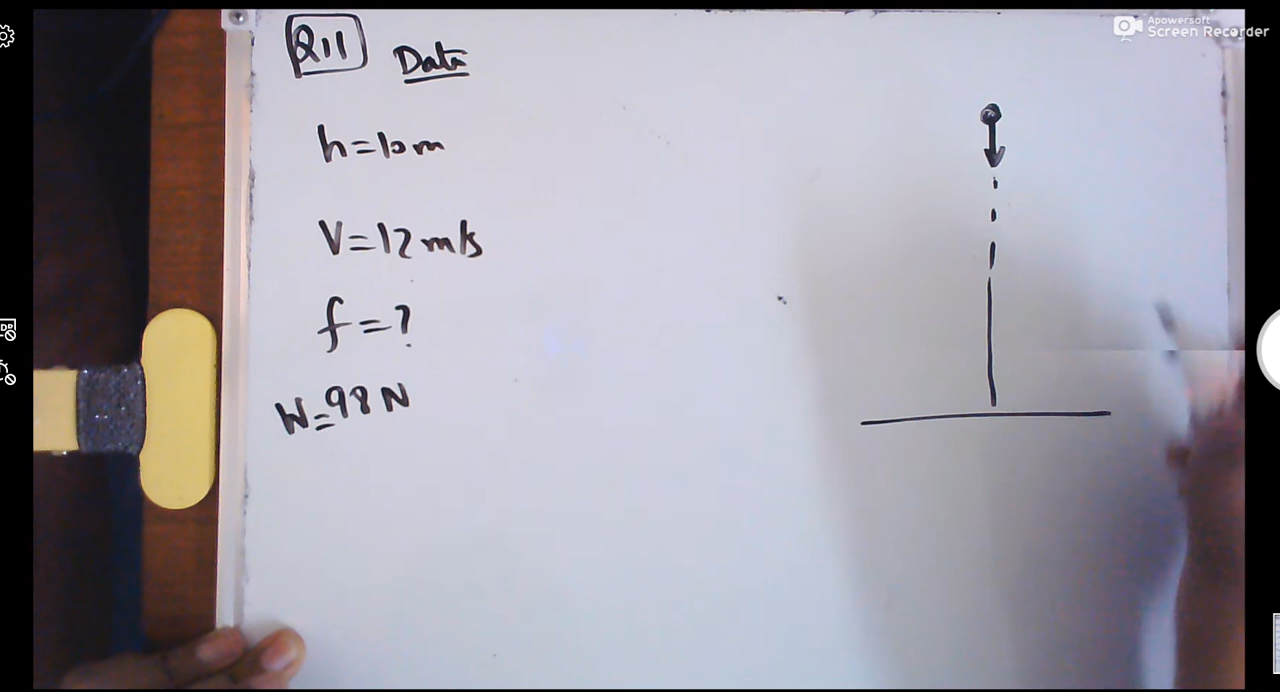 Q11 Data
h=10m
V=12m/s
f=?
W=98N
Apowersoft
Screen Recorder